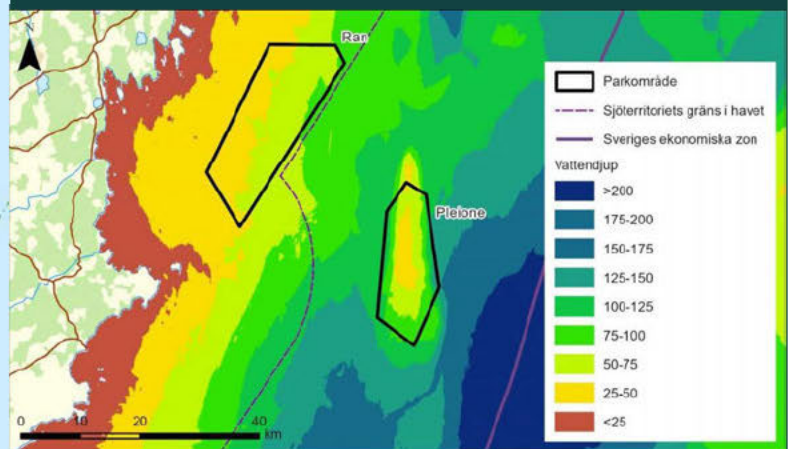 N
Ran
Pleione
Parkområde
Sjöterritoriets gräns i havet
Sveriges ekonomiska zon
Vattendjup
>200
175-200
150-175
125-150
100-125
75-100
50-75
25-50
<25
0 10 20 40
km